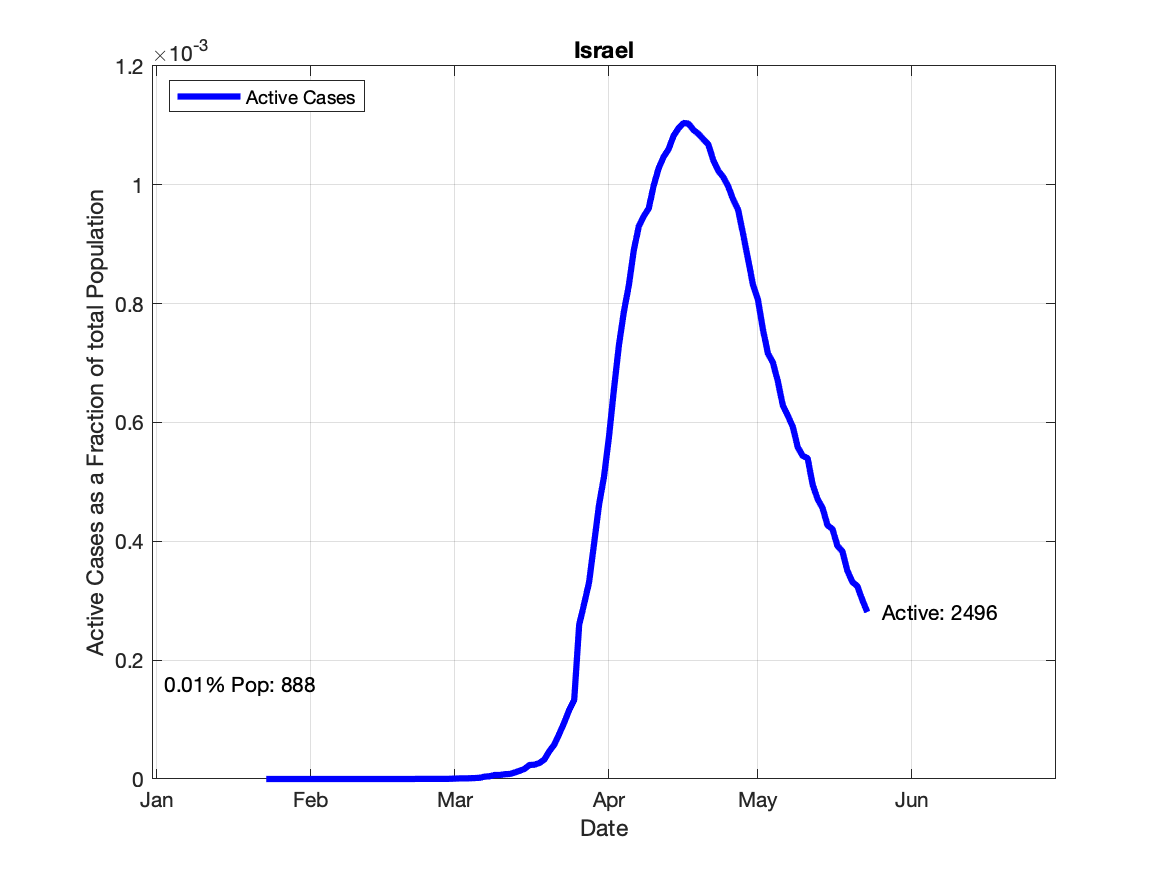 Israel
×10-3
1.2
1
0.8
0.6
0.4
0.2
0
Active Cases as a Fraction of total Population
Active Cases
0.01% Pop: 888
Active: 2496
Jan Feb Mar Apr May Jun
Date